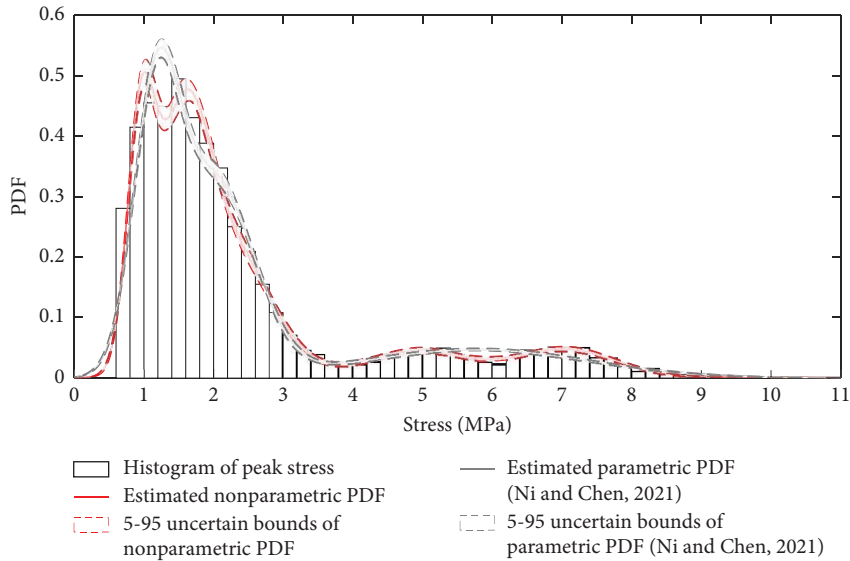 0.6
0.5
0.4
0.3
0.2
0.1
0
PDF
0 1 2 3 4 5 6 7 8 9 10 11
Stress (MPa)
Histogram of peak stress
Estimated nonparametric PDF
5-95 uncertain bounds of
nonparametric PDF
Estimated parametric PDF
(Ni and Chen, 2021)
5-95 uncertain bounds of
parametric PDF (Ni and Chen, 2021)